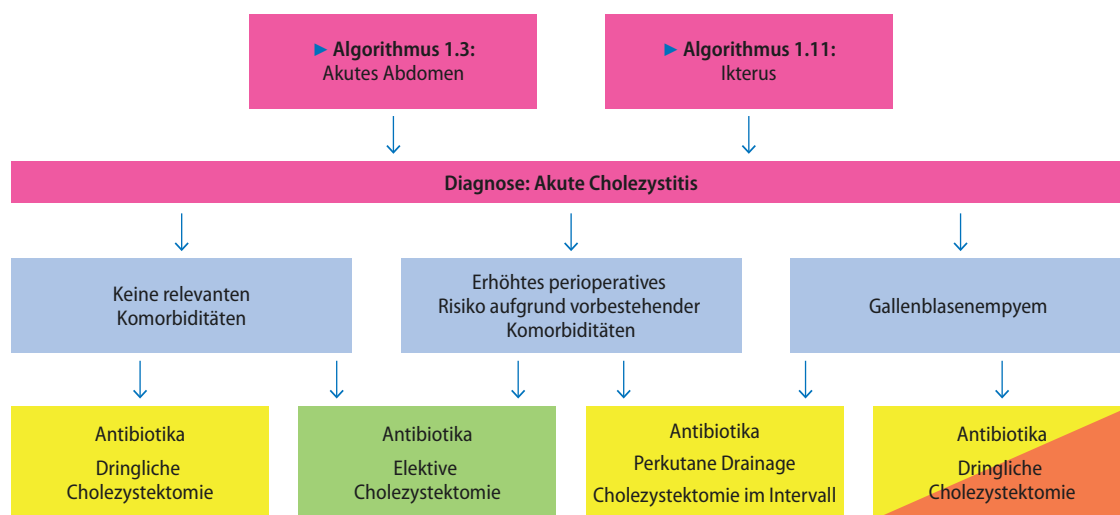 ► Algorithmus 1.3:
Akutes Abdomen
► Algorithmus 1.11:
Ikterus
Diagnose: Akute Cholezystitis
Keine relevanten
Komorbiditäten
Erhöhtes perioperatives
Risiko aufgrund vorbestehender
Komorbiditäten
Gallenblasenempyem
Antibiotika
Dringliche
Cholezystektomie
Antibiotika
Elektive
Cholezystektomie
Antibiotika
Perkutane Drainage
Cholezystektomie im Intervall
Antibiotika
Dringliche
Cholezystektomie